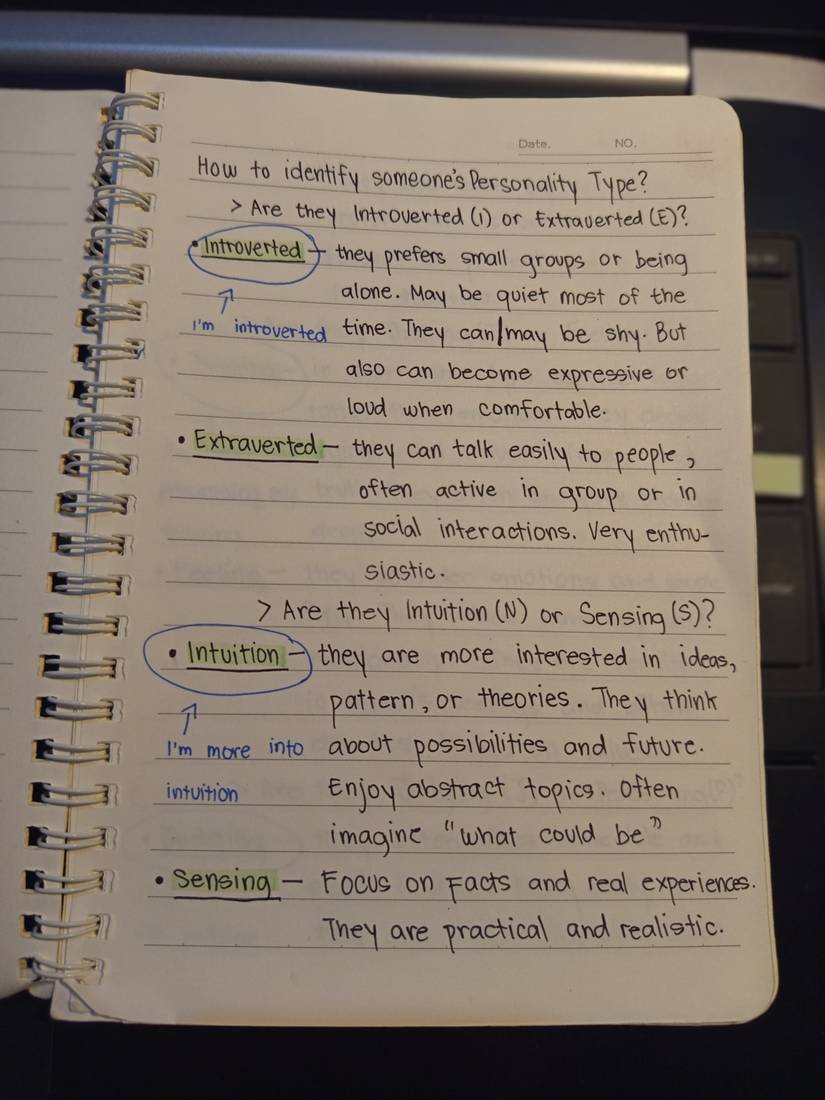 Date. NO.
How to identify someone's Personality Type?
> Are they Introverted (I) or Extraverted (E)?
• Introverted – they prefers small groups or being
alone. May be quiet most of the
I'm introverted time. They can/may be shy. But
also can become expressive or
loud when comfortable.
• Extraverted – they can talk easily to people,
often active in group or in
social interactions. Very enthu-
siastic.
> Are they Intuition (N) or Sensing (S)?
• Intuition – they are more interested in ideas,
pattern, or theories. They think
I'm more into about possibilities and future.
intuition Enjoy abstract topics. Often
imagine "what could be"
• Sensing – Focus on Facts and real experiences.
They are practical and realistic.